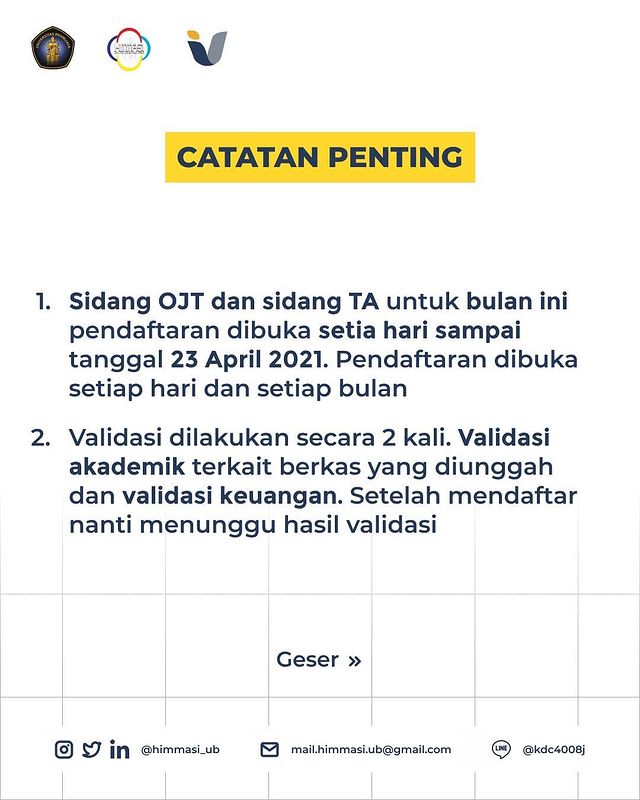 CATATAN PENTING
1. Sidang OJT dan sidang TA untuk bulan ini
pendaftaran dibuka setia hari sampai
tanggal 23 April 2021. Pendaftaran dibuka
setiap hari dan setiap bulan
2. Validasi dilakukan secara 2 kali. Validasi
akademik terkait berkas yang diunggah
dan validasi keuangan. Setelah mendaftar
nanti menunggu hasil validasi
Geser »
@himmasi_ub mail.himmasi.ub@gmail.com LINE @kdc4008j